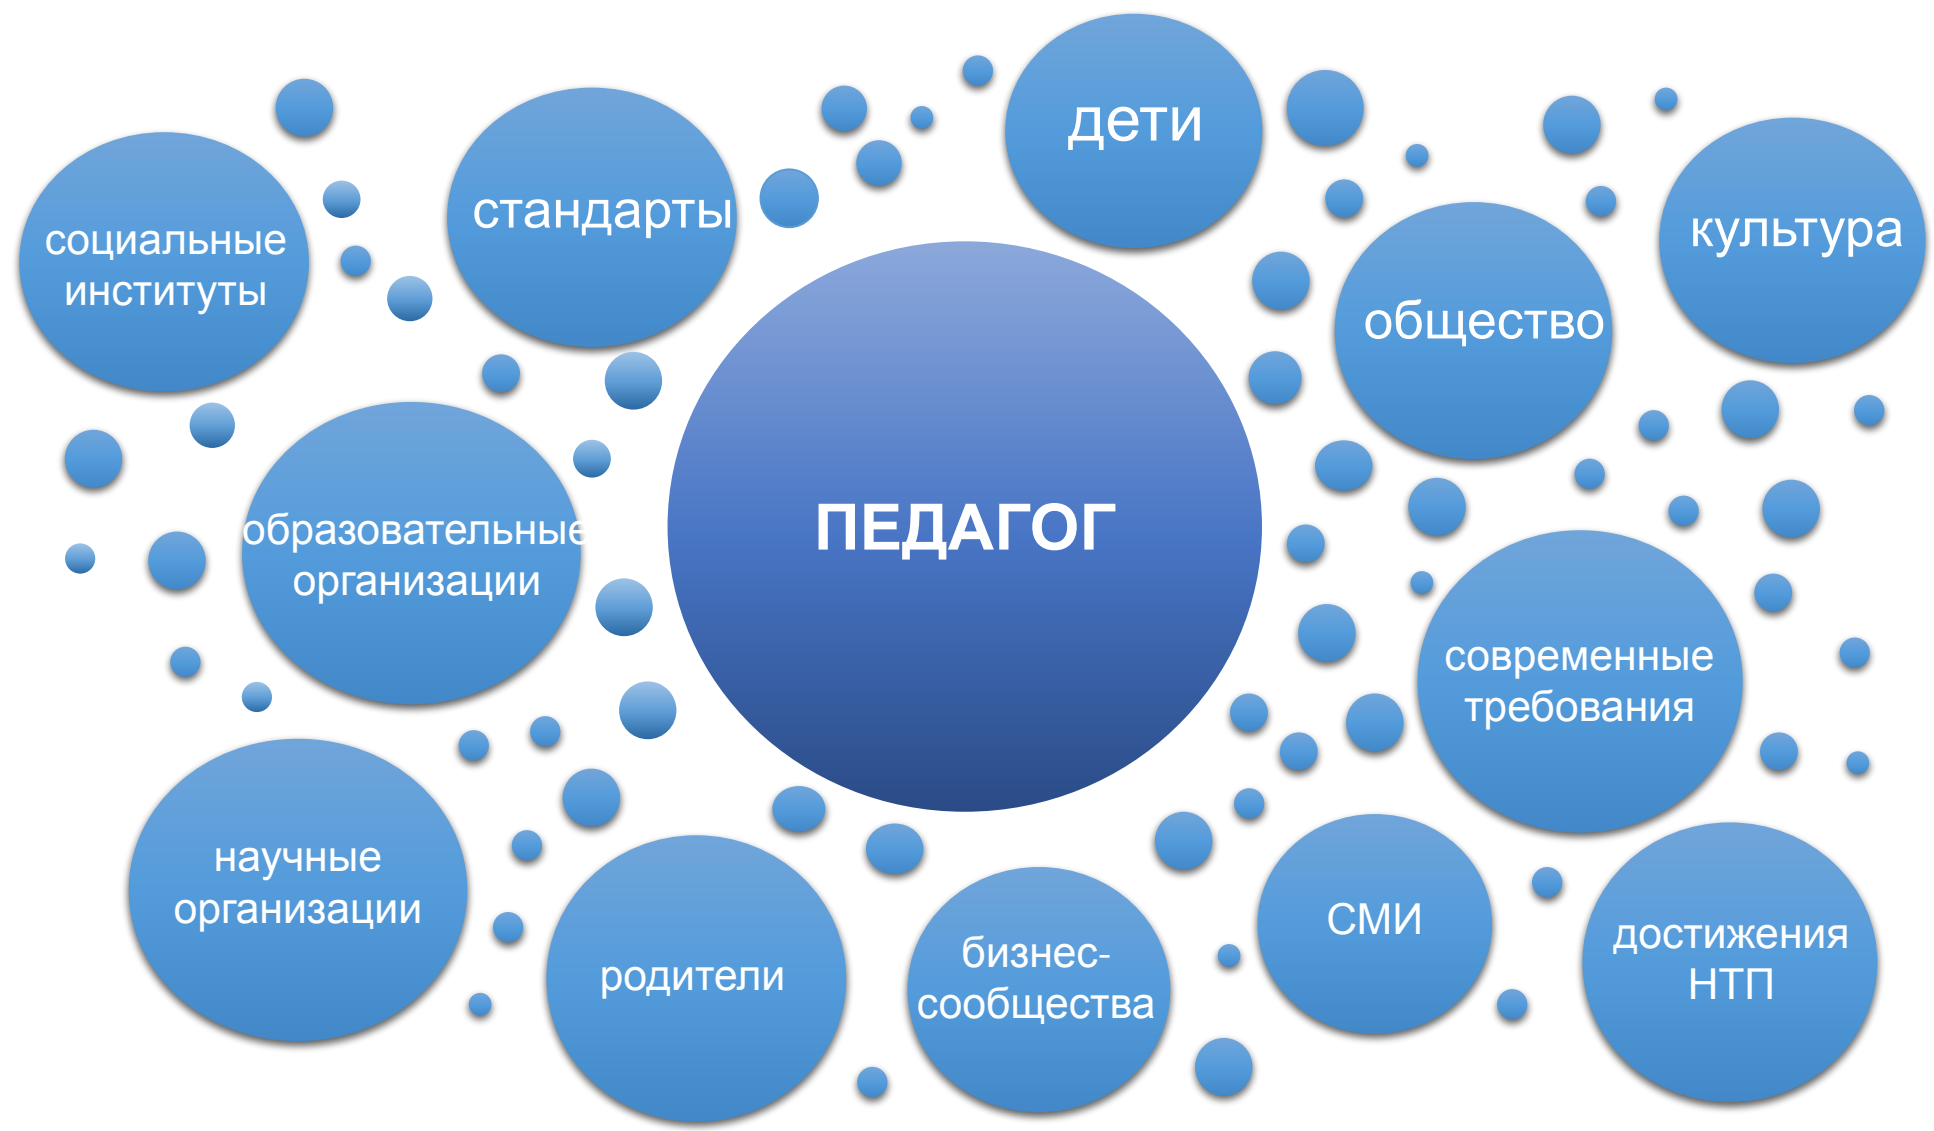 дети
стандарты
культура
социальные
институты
общество
ПЕДАГОГ
образовательные
организации
современные
требования
научные
организации
родители
бизнес-
сообщества
СМИ
достижения
НТП